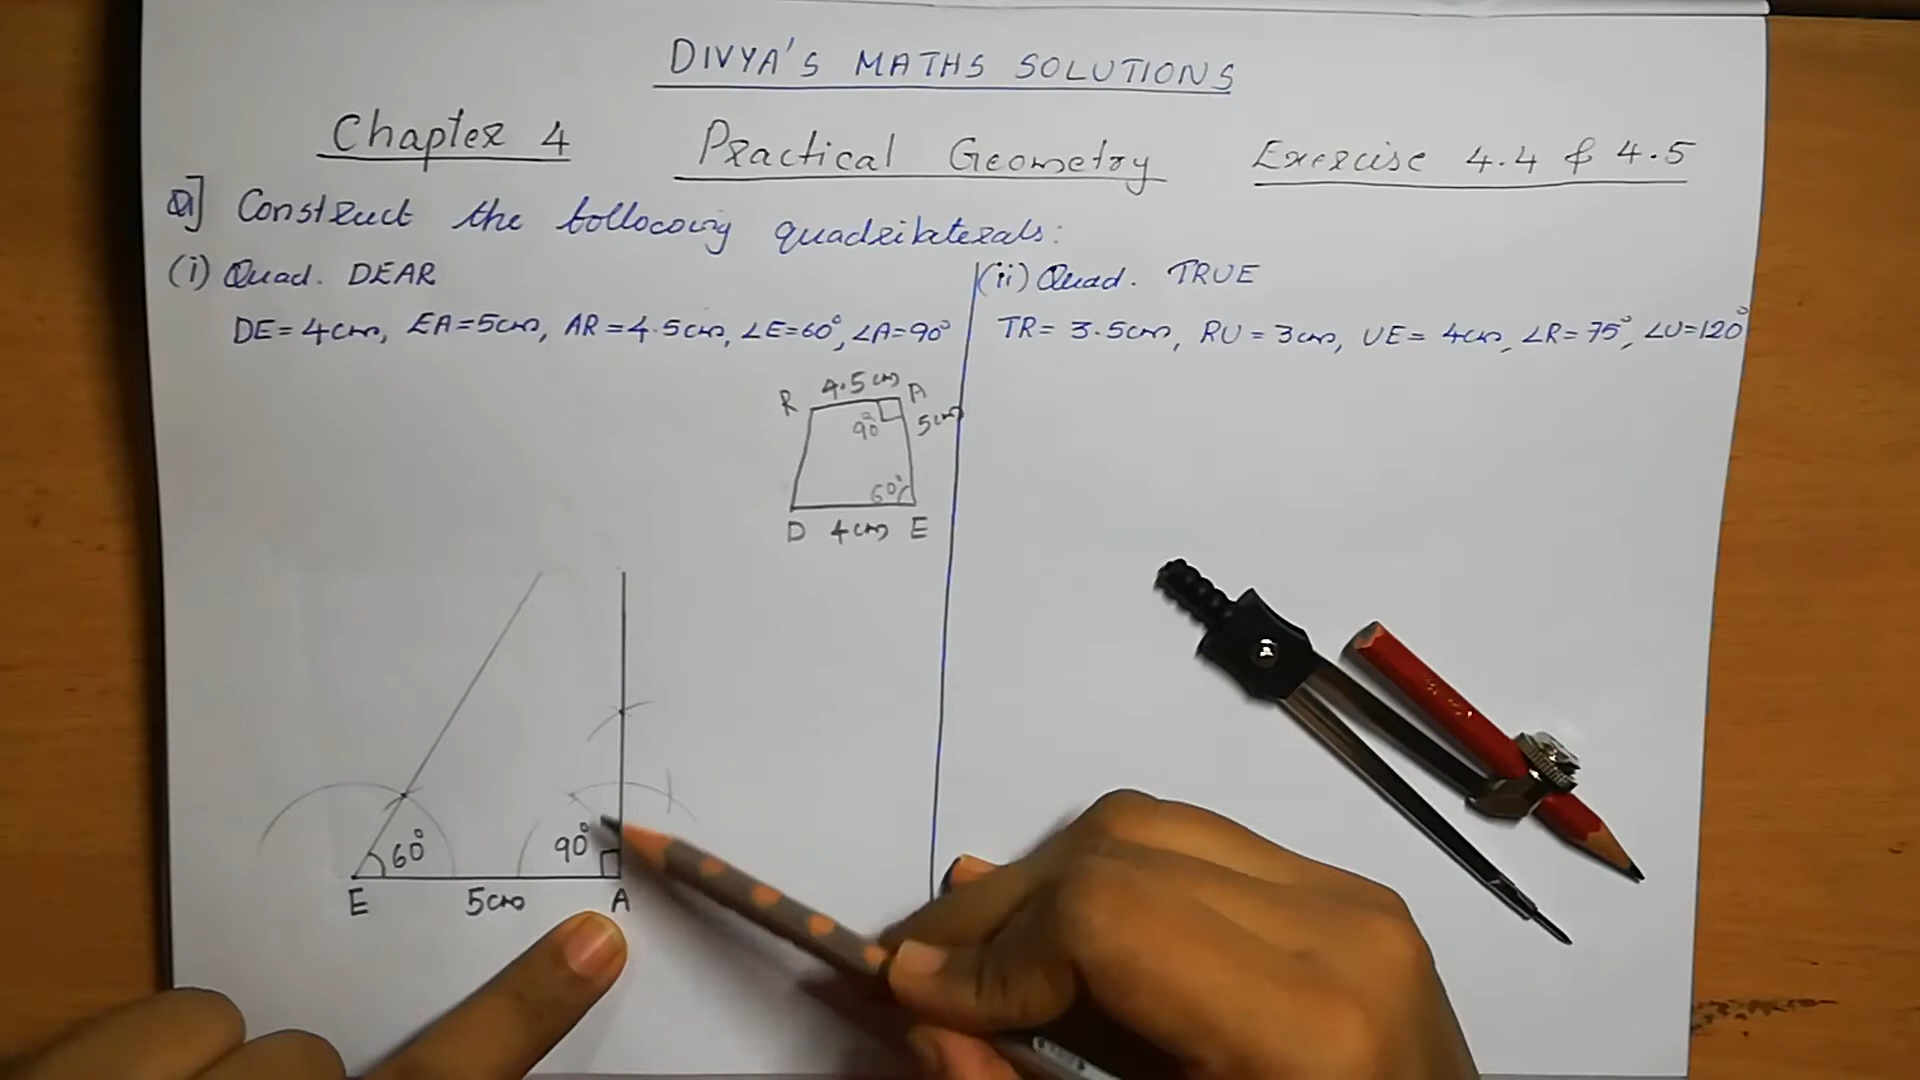 DIVYA'S MATHS SOLUTIONS
Chapter 4 Practical Geometry Exercise 4.4 & 4.5
Q1] Construct the following quadrilaterals:
(i) Quad. DEAR
DE = 4cm, EA = 5cm, AR = 4.5cm, ∠E = 60°, ∠A = 90°
(ii) Quad. TRUE
TR = 3.5cm, RU = 3cm, UE = 4cm, ∠R = 75°, ∠U = 120°
R 4.5cm A
90° 5cm
60°
D 4cm E
60° 90°
E 5cm A